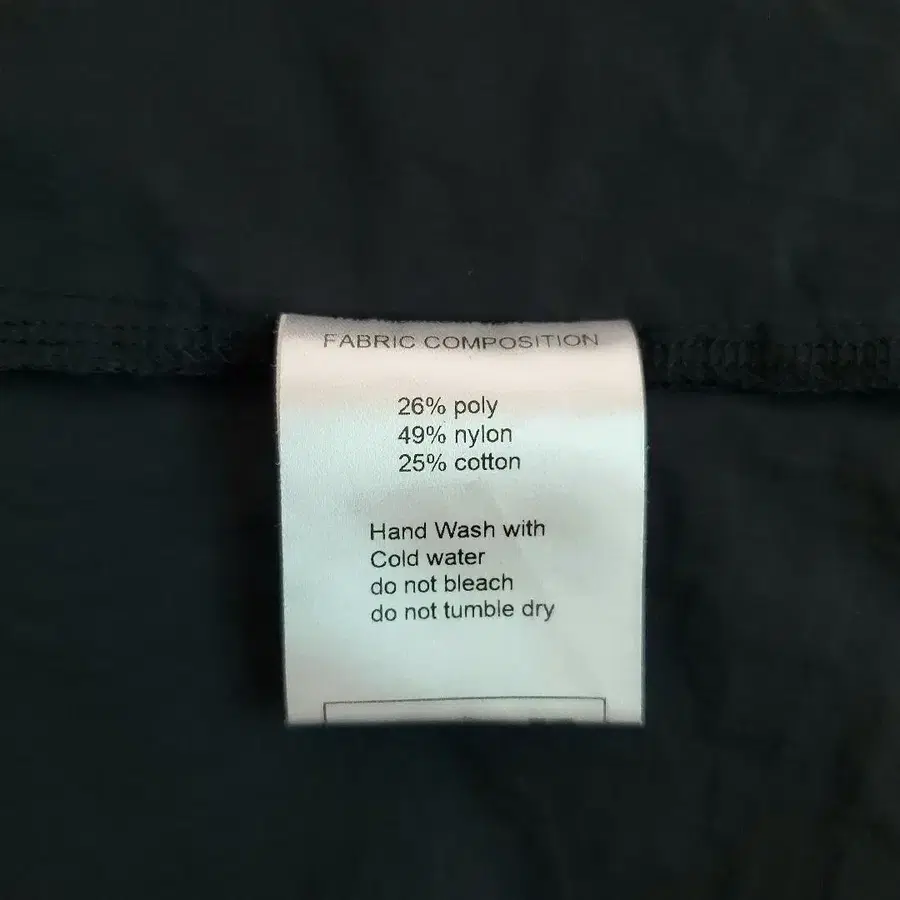 FABRIC COMPOSITION
26% poly
49% nylon
25% cotton
Hand Wash with
Cold water
do not bleach
do not tumble dry